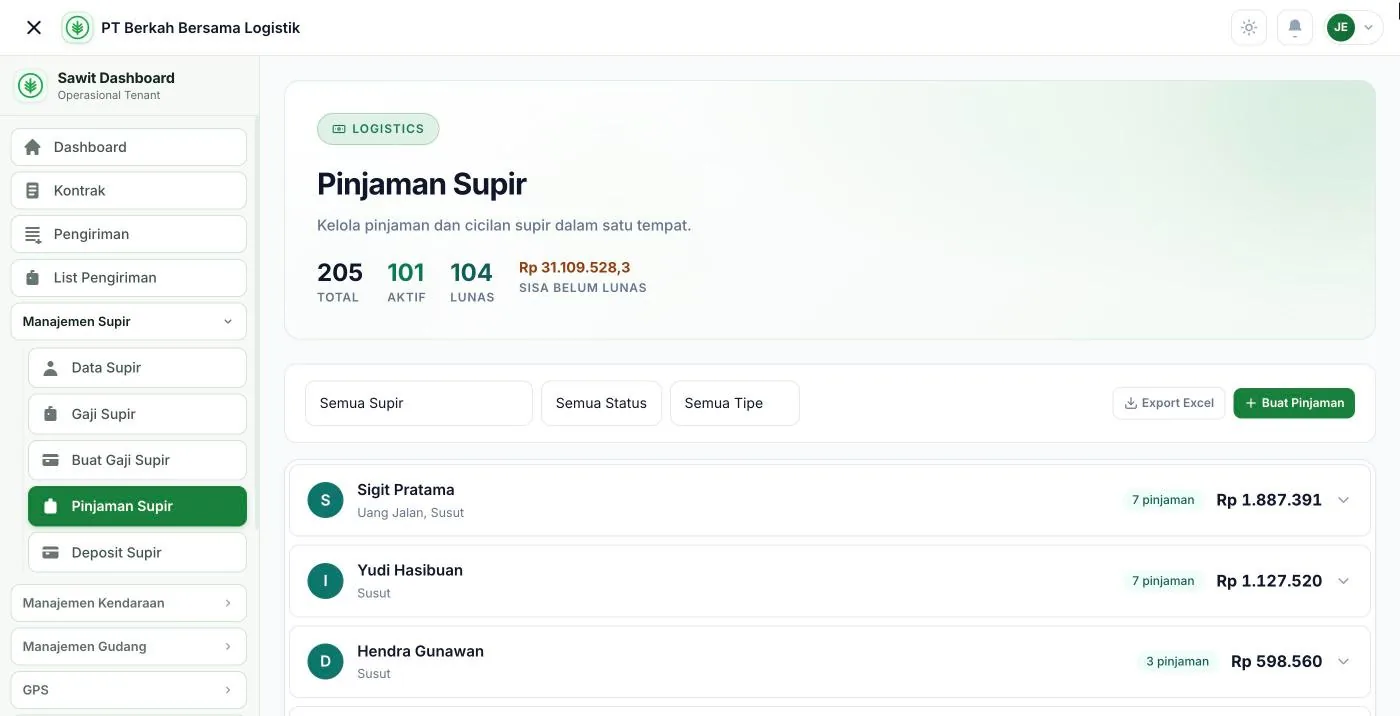 PT Berkah Bersama Logistik
JE
Sawit Dashboard
Operasional Tenant
Dashboard
Kontrak
Pengiriman
List Pengiriman
Manajemen Supir
Data Supir
Gaji Supir
Buat Gaji Supir
Pinjaman Supir
Deposit Supir
Manajemen Kendaraan
Manajemen Gudang
GPS
LOGISTICS
Pinjaman Supir
Kelola pinjaman dan cicilan supir dalam satu tempat.
205 101 104 Rp 31.109.528,3
TOTAL AKTIF LUNAS SISA BELUM LUNAS
Semua Supir Semua Status Semua Tipe Export Excel + Buat Pinjaman
S Sigit Pratama 7 pinjaman Rp 1.887.391
Uang Jalan, Susut
I Yudi Hasibuan 7 pinjaman Rp 1.127.520
Susut
D Hendra Gunawan 3 pinjaman Rp 598.560
Susut